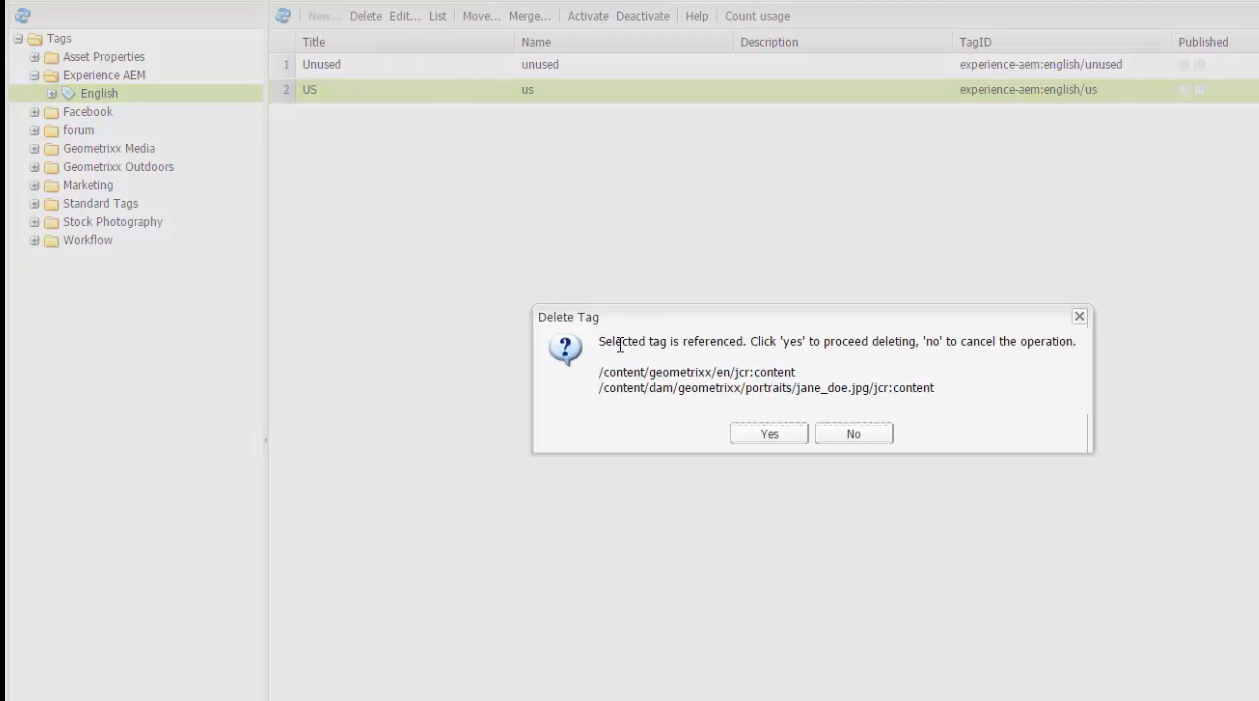 Tags
Asset Properties
Experience AEM
English
Facebook
forum
Geometrixx Media
Geometrixx Outdoors
Marketing
Standard Tags
Stock Photography
Workflow
New... Delete Edit... List Move... Merge... Activate Deactivate Help Count usage
Title Name Description TagID Published
1 Unused unused experience-aem:english/unused
2 US us experience-aem:english/us
Delete Tag
Selected tag is referenced. Click 'yes' to proceed deleting, 'no' to cancel the operation.
/content/geometrixx/en/jcr:content
/content/dam/geometrixx/portraits/jane_doe.jpg/jcr:content
Yes No